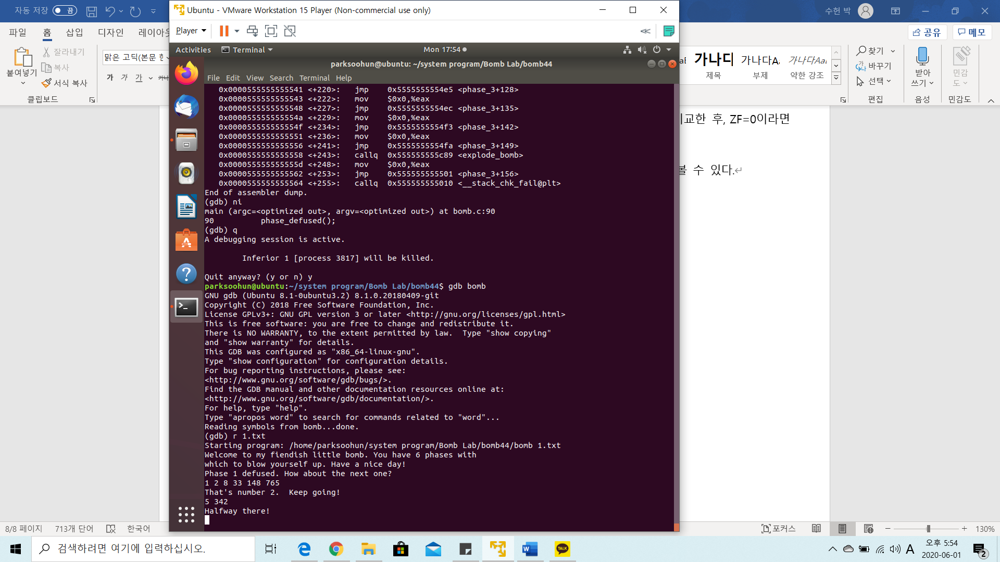 자동 저장 끔
수헌 박
파일 홈 삽입 디자인 레이아웃
공유 메모
붙여넣기
잘라내기
복사
서식 복사
클립보드
맑은 고딕(본문 한
가 가 가
가나다 가나다A 가나다Aa
제목 부제 약한 강조
찾기
바꾸기
선택
편집
받아
쓰기
음성
민감
도
민감도
Ubuntu - VMware Workstation 15 Player (Non-commercial use only)
Player
Activities Terminal Mon 17:54
parksoohun@ubuntu: ~/system program/Bomb Lab/bomb44
File Edit View Search Terminal Help
0x0000555555555541 <+220>: jmp 0x5555555554e5 <phase_3+128>
0x0000555555555543 <+222>: mov $0x0,%eax
0x0000555555555548 <+227>: jmp 0x5555555554ec <phase_3+135>
0x000055555555554a <+229>: mov $0x0,%eax
0x000055555555554f <+234>: jmp 0x5555555554f3 <phase_3+142>
0x0000555555555551 <+236>: mov $0x0,%eax
0x0000555555555556 <+241>: jmp 0x5555555554fa <phase_3+149>
0x0000555555555558 <+243>: callq 0x555555555c89 <explode_bomb>
0x000055555555555d <+248>: mov $0x0,%eax
0x0000555555555562 <+253>: jmp 0x555555555501 <phase_3+156>
0x0000555555555564 <+255>: callq 0x555555555010 <__stack_chk_fail@plt>
End of assembler dump.
(gdb) ni
main (argc=<optimized out>, argv=<optimized out>) at bomb.c:90
90 phase_defused();
(gdb) q
A debugging session is active.
Inferior 1 [process 3817] will be killed.
Quit anyway? (y or n) y
parksoohun@ubuntu:~/system program/Bomb Lab/bomb44$ gdb bomb
GNU gdb (Ubuntu 8.1-0ubuntu3.2) 8.1.0.20180409-git
Copyright (C) 2018 Free Software Foundation, Inc.
License GPLv3+: GNU GPL version 3 or later <http://gnu.org/licenses/gpl.html>
This is free software: you are free to change and redistribute it.
There is NO WARRANTY, to the extent permitted by law.  Type "show copying"
and "show warranty" for details.
This GDB was configured as "x86_64-linux-gnu".
Type "show configuration" for configuration details.
For bug reporting instructions, please see:
<http://www.gnu.org/software/gdb/bugs/>.
Find the GDB manual and other documentation resources online at:
<http://www.gnu.org/software/gdb/documentation/>.
For help, type "help".
Type "apropos word" to search for commands related to "word"...
Reading symbols from bomb...done.
(gdb) r 1.txt
Starting program: /home/parksoohun/system program/Bomb Lab/bomb44/bomb 1.txt
Welcome to my fiendish little bomb. You have 6 phases with
which to blow yourself up. Have a nice day!
Phase 1 defused. How about the next one?
1 2 8 33 148 765
That's number 2.  Keep going!
5 342
Halfway there!
교한 후, ZF=0이라면
볼 수 있다.
8/8 페이지 713개 단어 한국어
포커스 130%
검색하려면 여기에 입력하십시오.
TALK
A
오후 5:54
2020-06-01
2